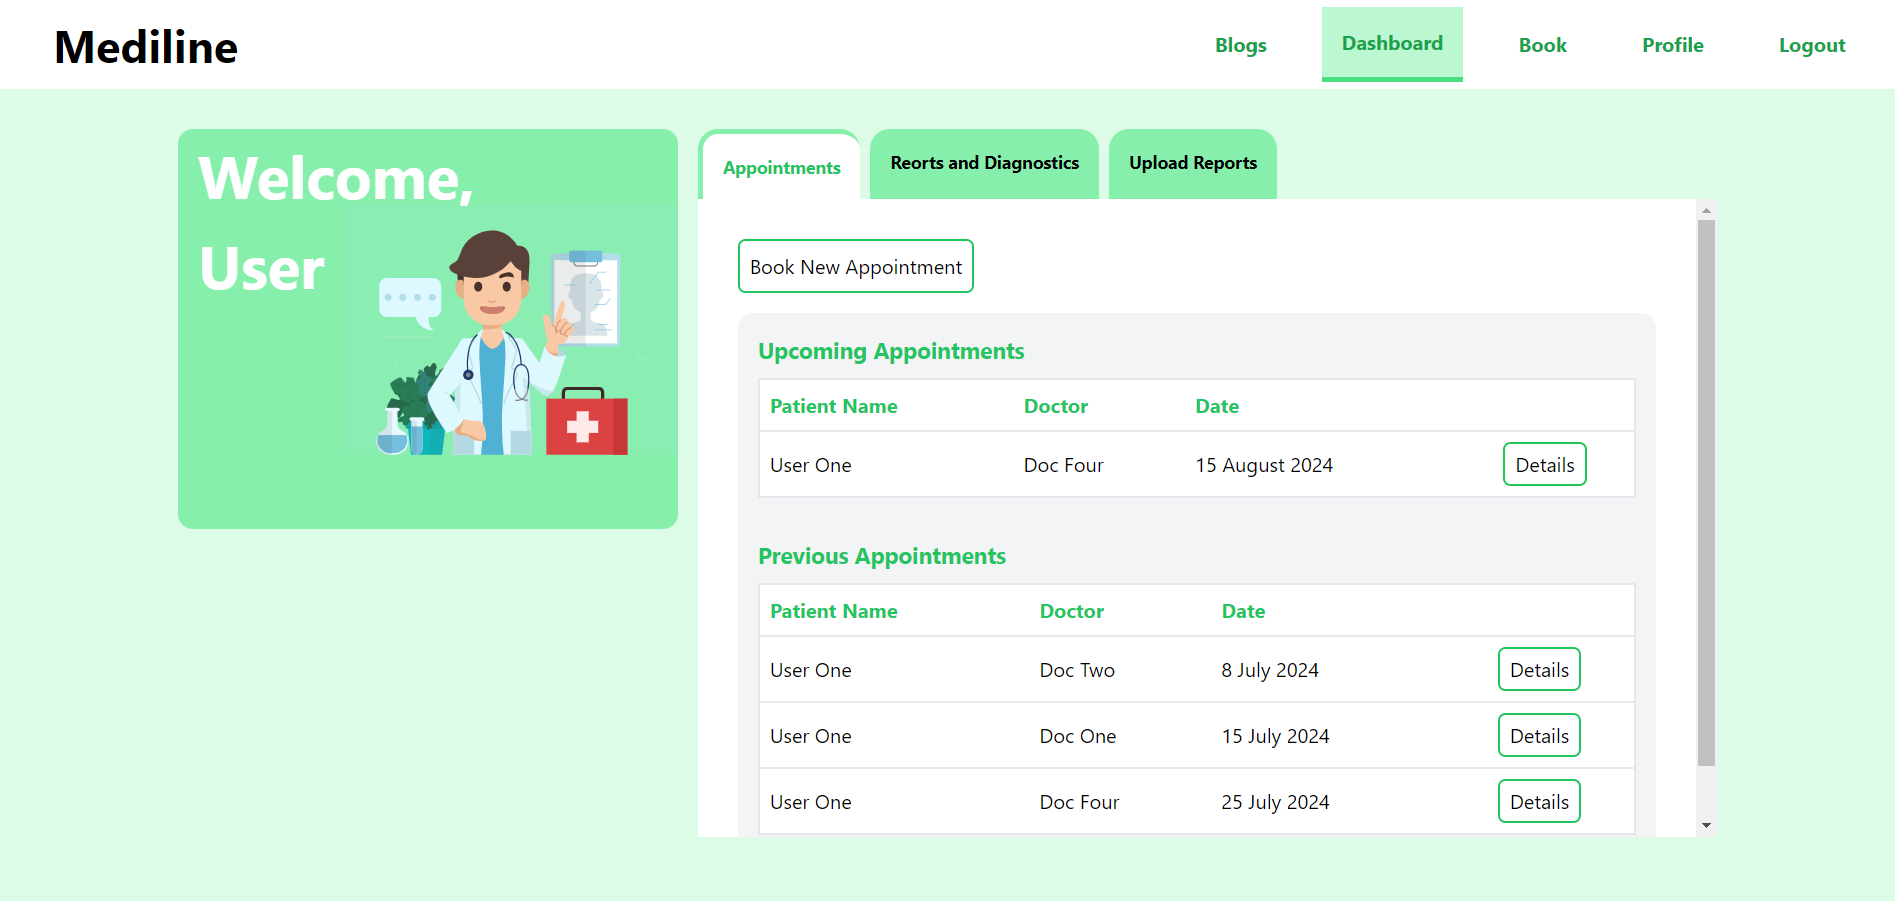 Mediline
Blogs Dashboard Book Profile Logout
Welcome,
User
Appointments Reorts and Diagnostics Upload Reports
Book New Appointment
Upcoming Appointments
Patient Name Doctor Date
User One Doc Four 15 August 2024 Details
Previous Appointments
Patient Name Doctor Date
User One Doc Two 8 July 2024 Details
User One Doc One 15 July 2024 Details
User One Doc Four 25 July 2024 Details